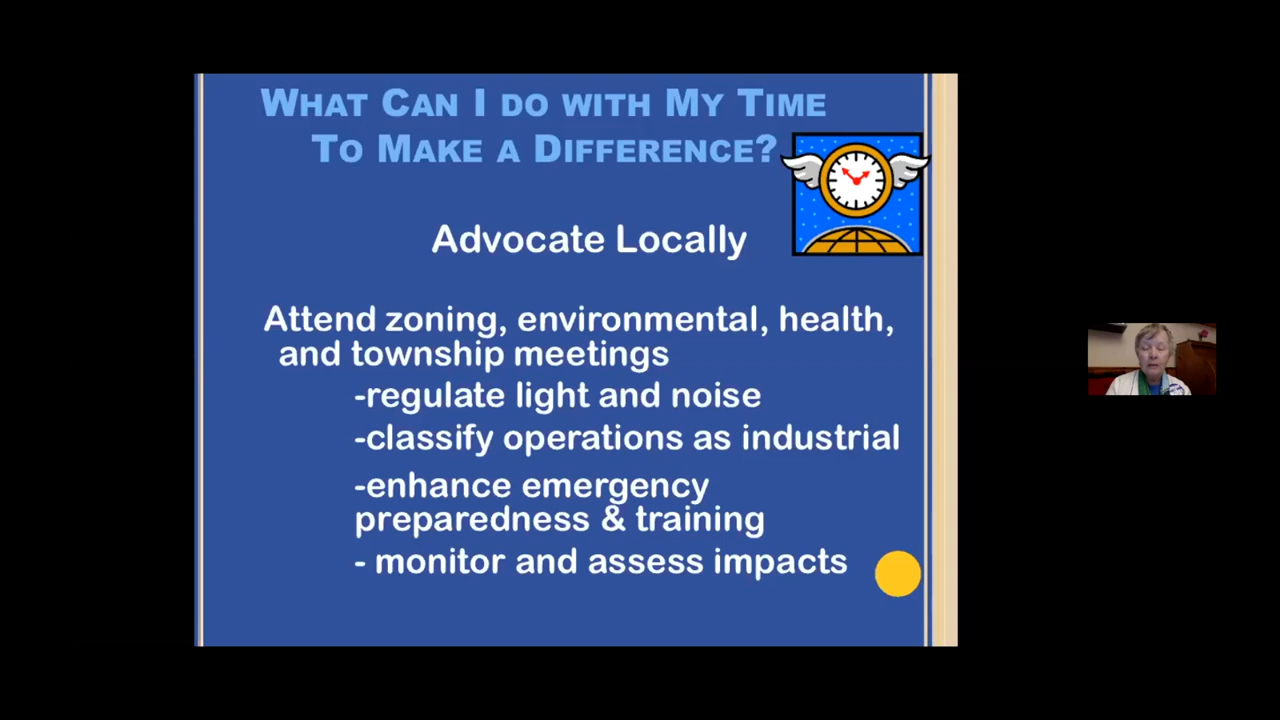 WHAT CAN I DO WITH MY TIME
TO MAKE A DIFFERENCE?
Advocate Locally
Attend zoning, environmental, health,
and township meetings
-regulate light and noise
-classify operations as industrial
-enhance emergency
preparedness & training
- monitor and assess impacts